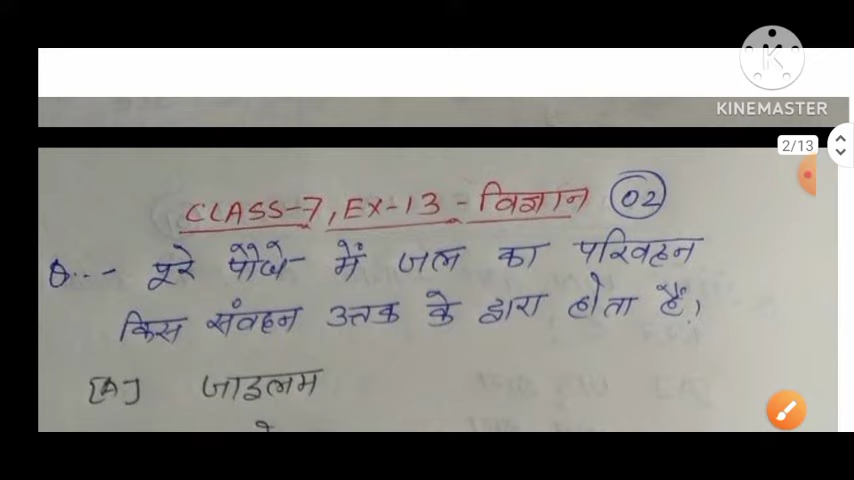 KINEMASTER
2/13
CLASS-7, EX-13 - विज्ञान 02
Q..- पूरे पौधे में जल का परिवहन
किस संवहन उत्तक के द्वारा होता हैं?
[A] जाइलम